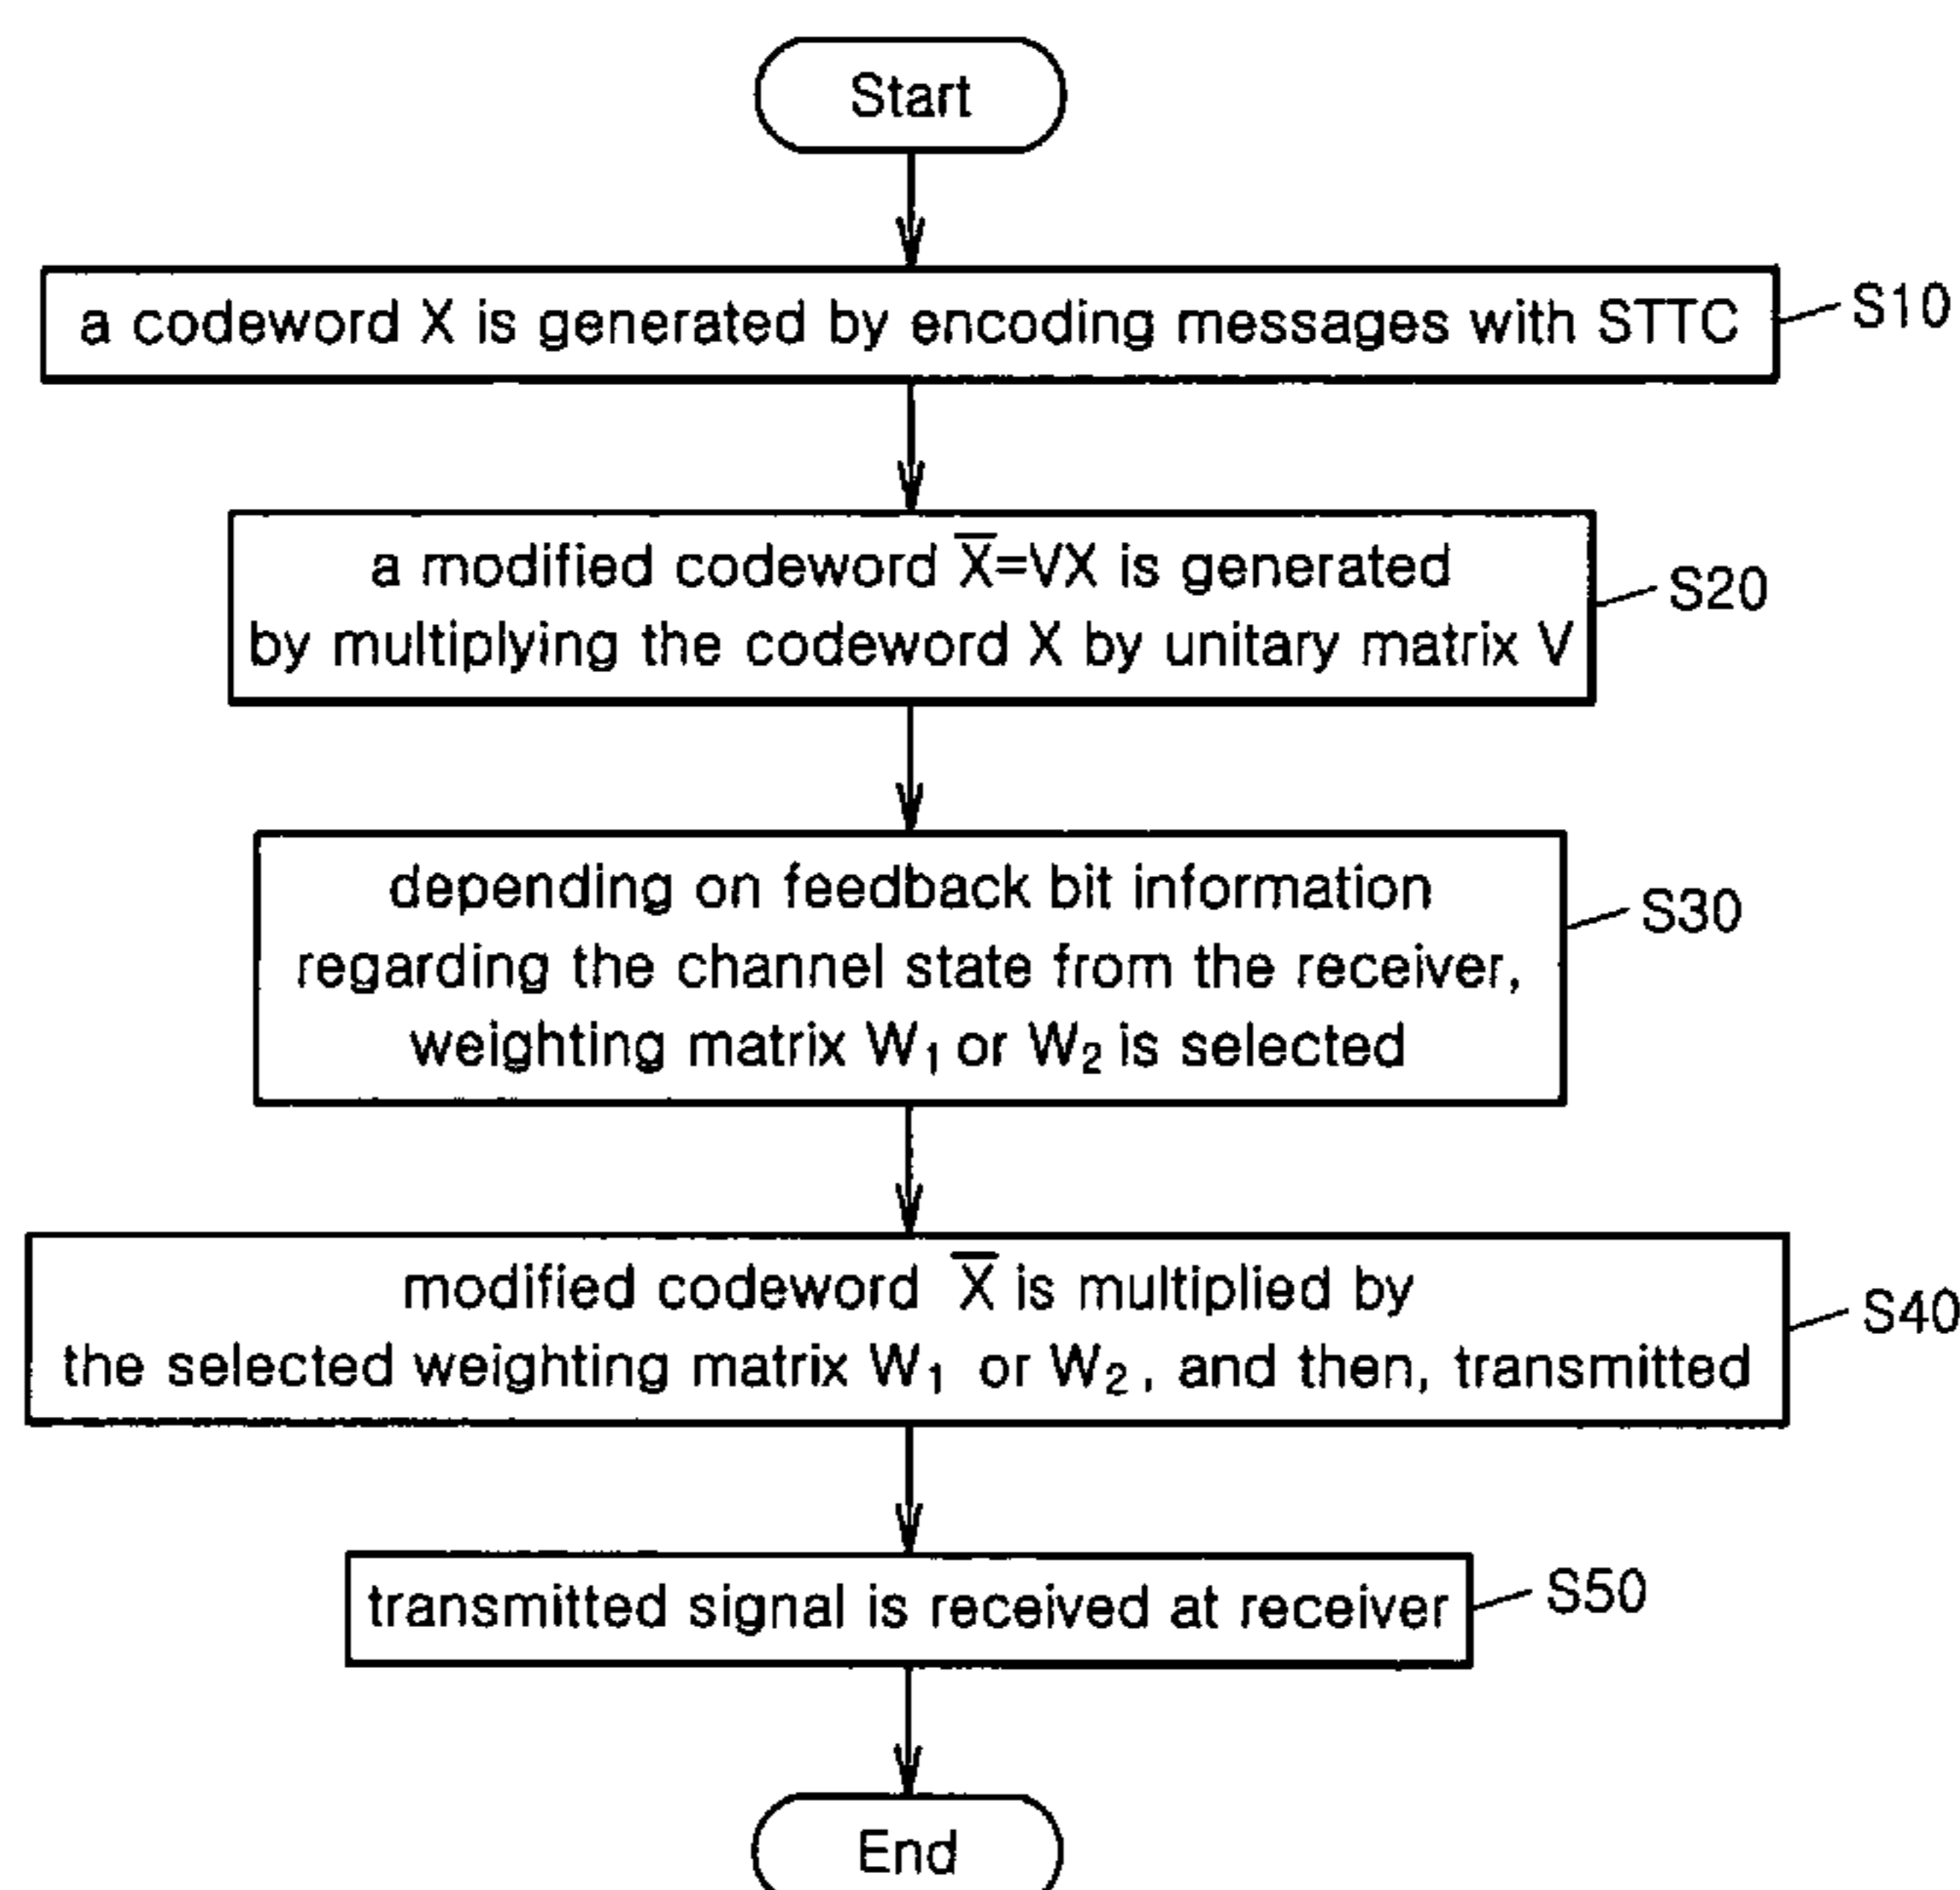 Start
a codeword X is generated by encoding messages with STTC
S10
a modified codeword X̅=VX is generated
by multiplying the codeword X by unitary matrix V
S20
depending on feedback bit information
regarding the channel state from the receiver,
weighting matrix W₁ or W₂ is selected
S30
modified codeword X̅ is multiplied by
the selected weighting matrix W₁ or W₂, and then, transmitted
S40
transmitted signal is received at receiver
S50
End